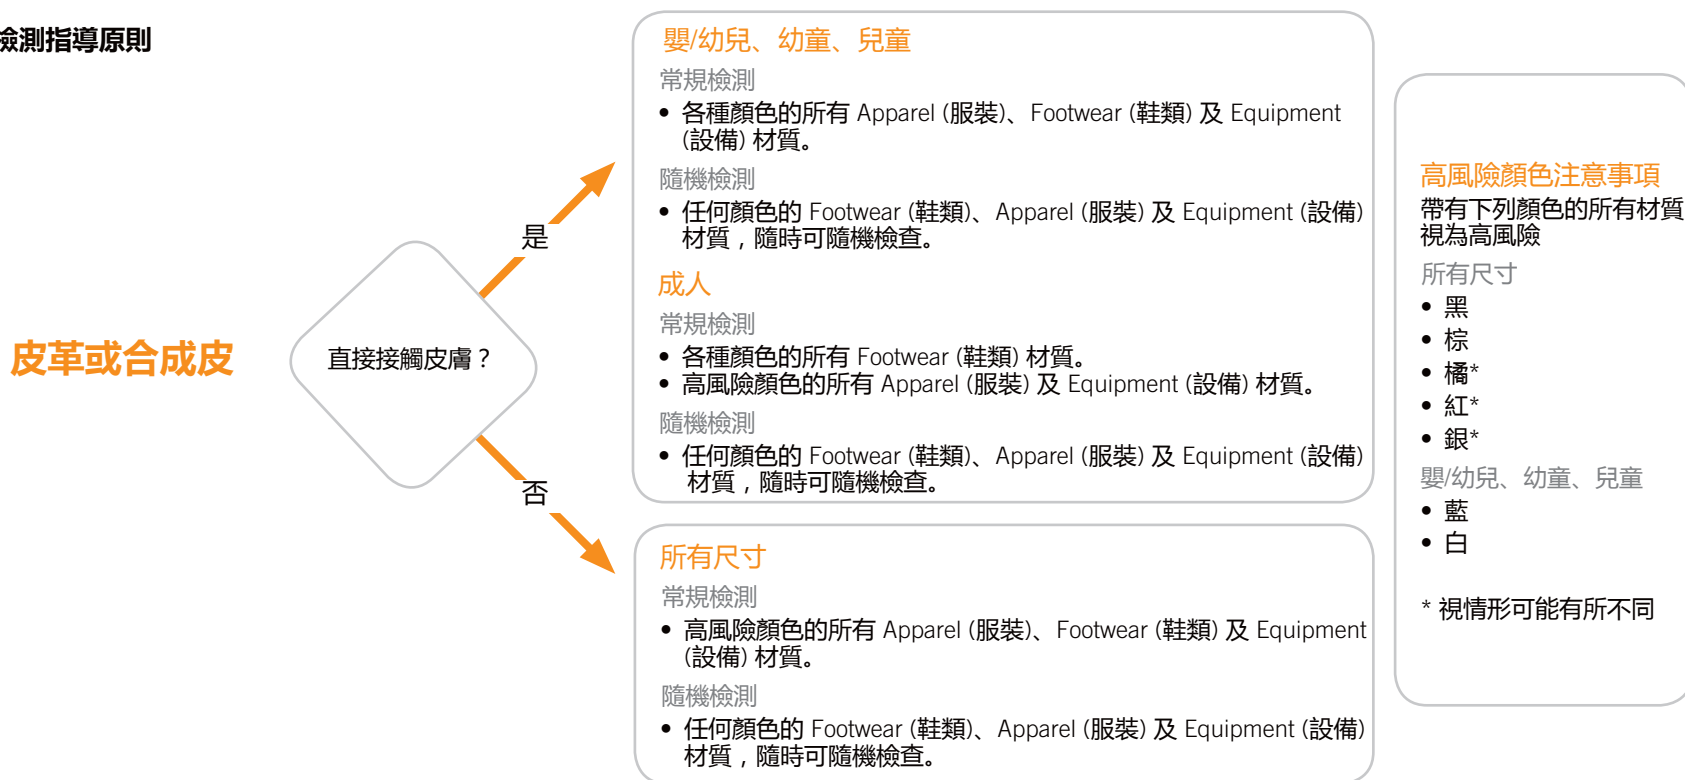 檢測指導原則
皮革或合成皮
直接接觸皮膚？
是
否
嬰/幼兒、幼童、兒童
常規檢測
• 各種顏色的所有 Apparel (服裝)、Footwear (鞋類) 及 Equipment
(設備) 材質。
隨機檢測
• 任何顏色的 Footwear (鞋類)、Apparel (服裝) 及 Equipment (設備)
材質，隨時可隨機檢查。
成人
常規檢測
• 各種顏色的所有 Footwear (鞋類) 材質。
• 高風險顏色的所有 Apparel (服裝) 及 Equipment (設備) 材質。
隨機檢測
• 任何顏色的 Footwear (鞋類)、Apparel (服裝) 及 Equipment (設備)
材質，隨時可隨機檢查。
所有尺寸
常規檢測
• 高風險顏色的所有 Apparel (服裝)、Footwear (鞋類) 及 Equipment
(設備) 材質。
隨機檢測
• 任何顏色的 Footwear (鞋類)、Apparel (服裝) 及 Equipment (設備)
材質，隨時可隨機檢查。
高風險顏色注意事項
帶有下列顏色的所有材質
視為高風險
所有尺寸
• 黑
• 棕
• 橘*
• 紅*
• 銀*
嬰/幼兒、幼童、兒童
• 藍
• 白
* 視情形可能有所不同